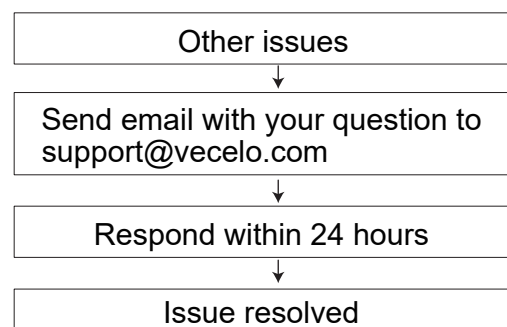 Other issues
Send email with your question to
support@vecelo.com
Respond within 24 hours
Issue resolved